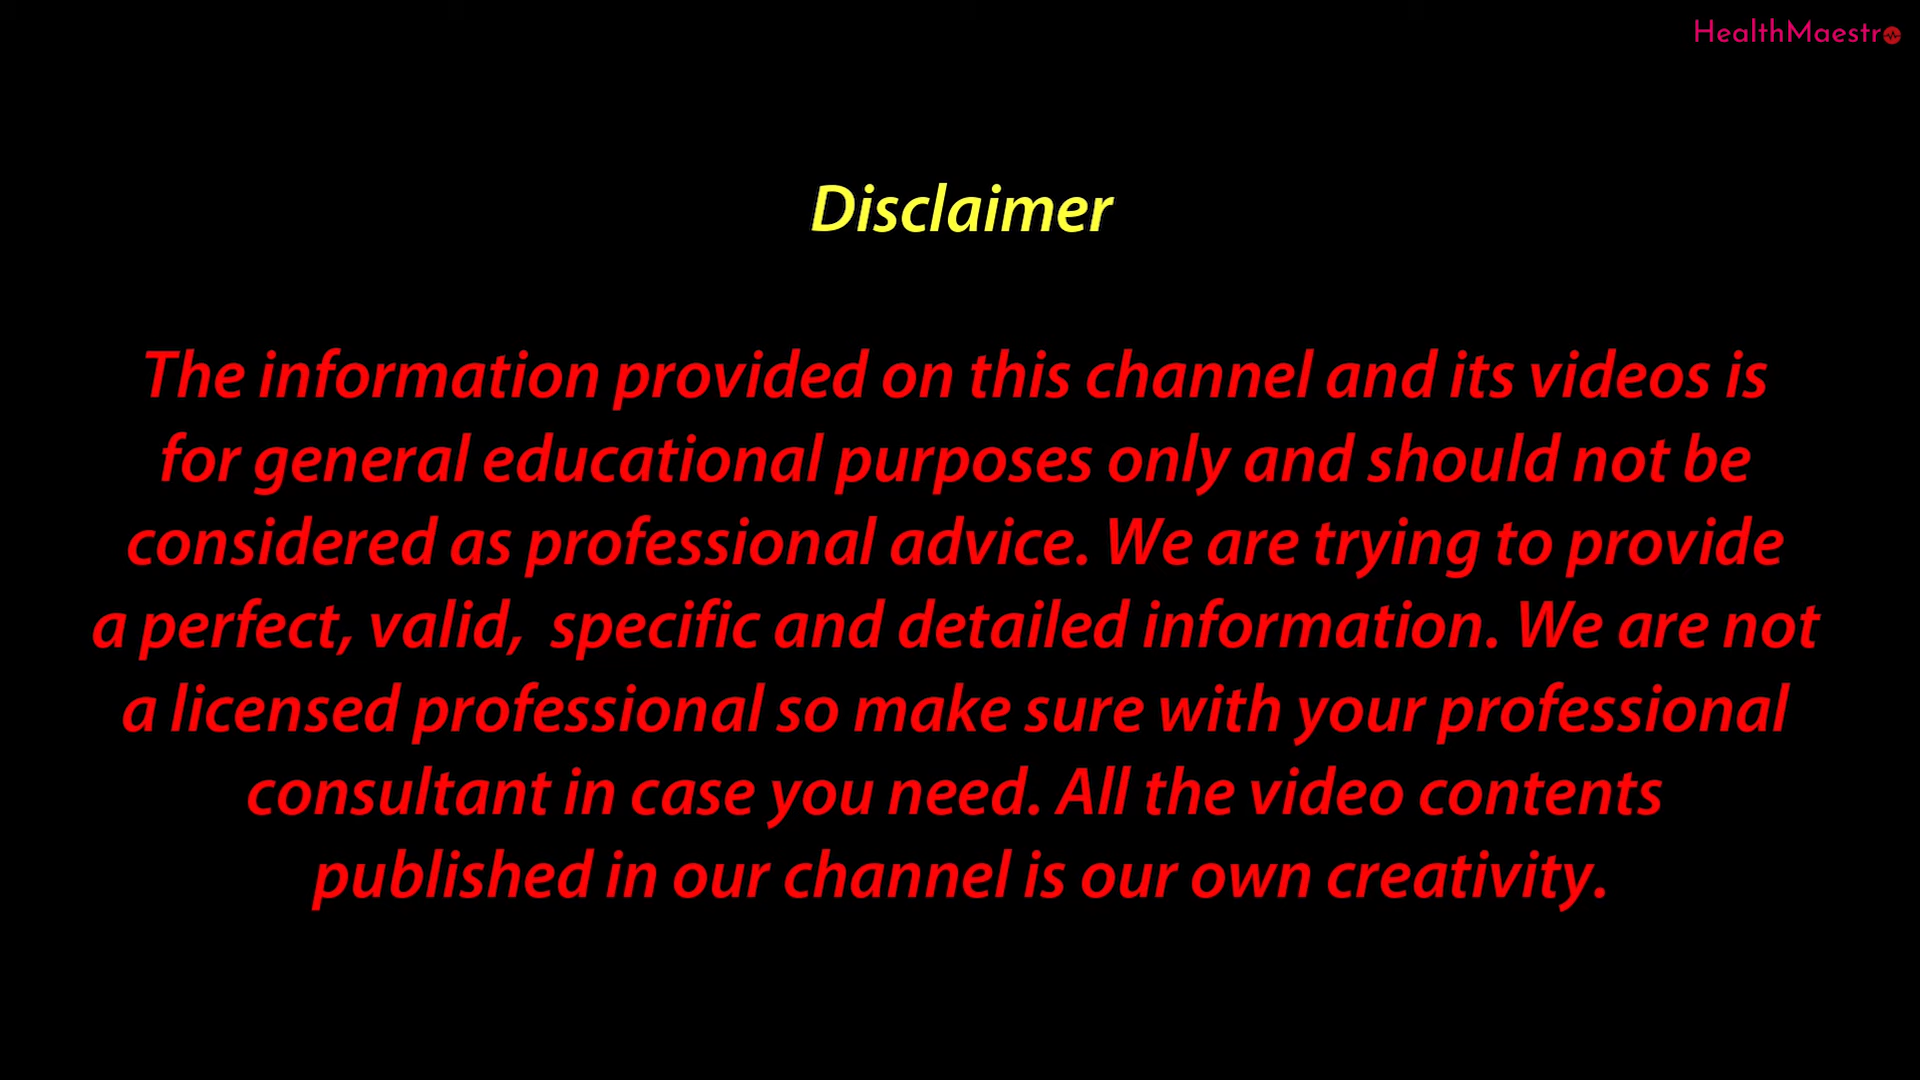 HealthMaestro
Disclaimer
The information provided on this channel and its videos is
for general educational purposes only and should not be
considered as professional advice. We are trying to provide
a perfect, valid,  specific and detailed information. We are not
a licensed professional so make sure with your professional
consultant in case you need. All the video contents
published in our channel is our own creativity.